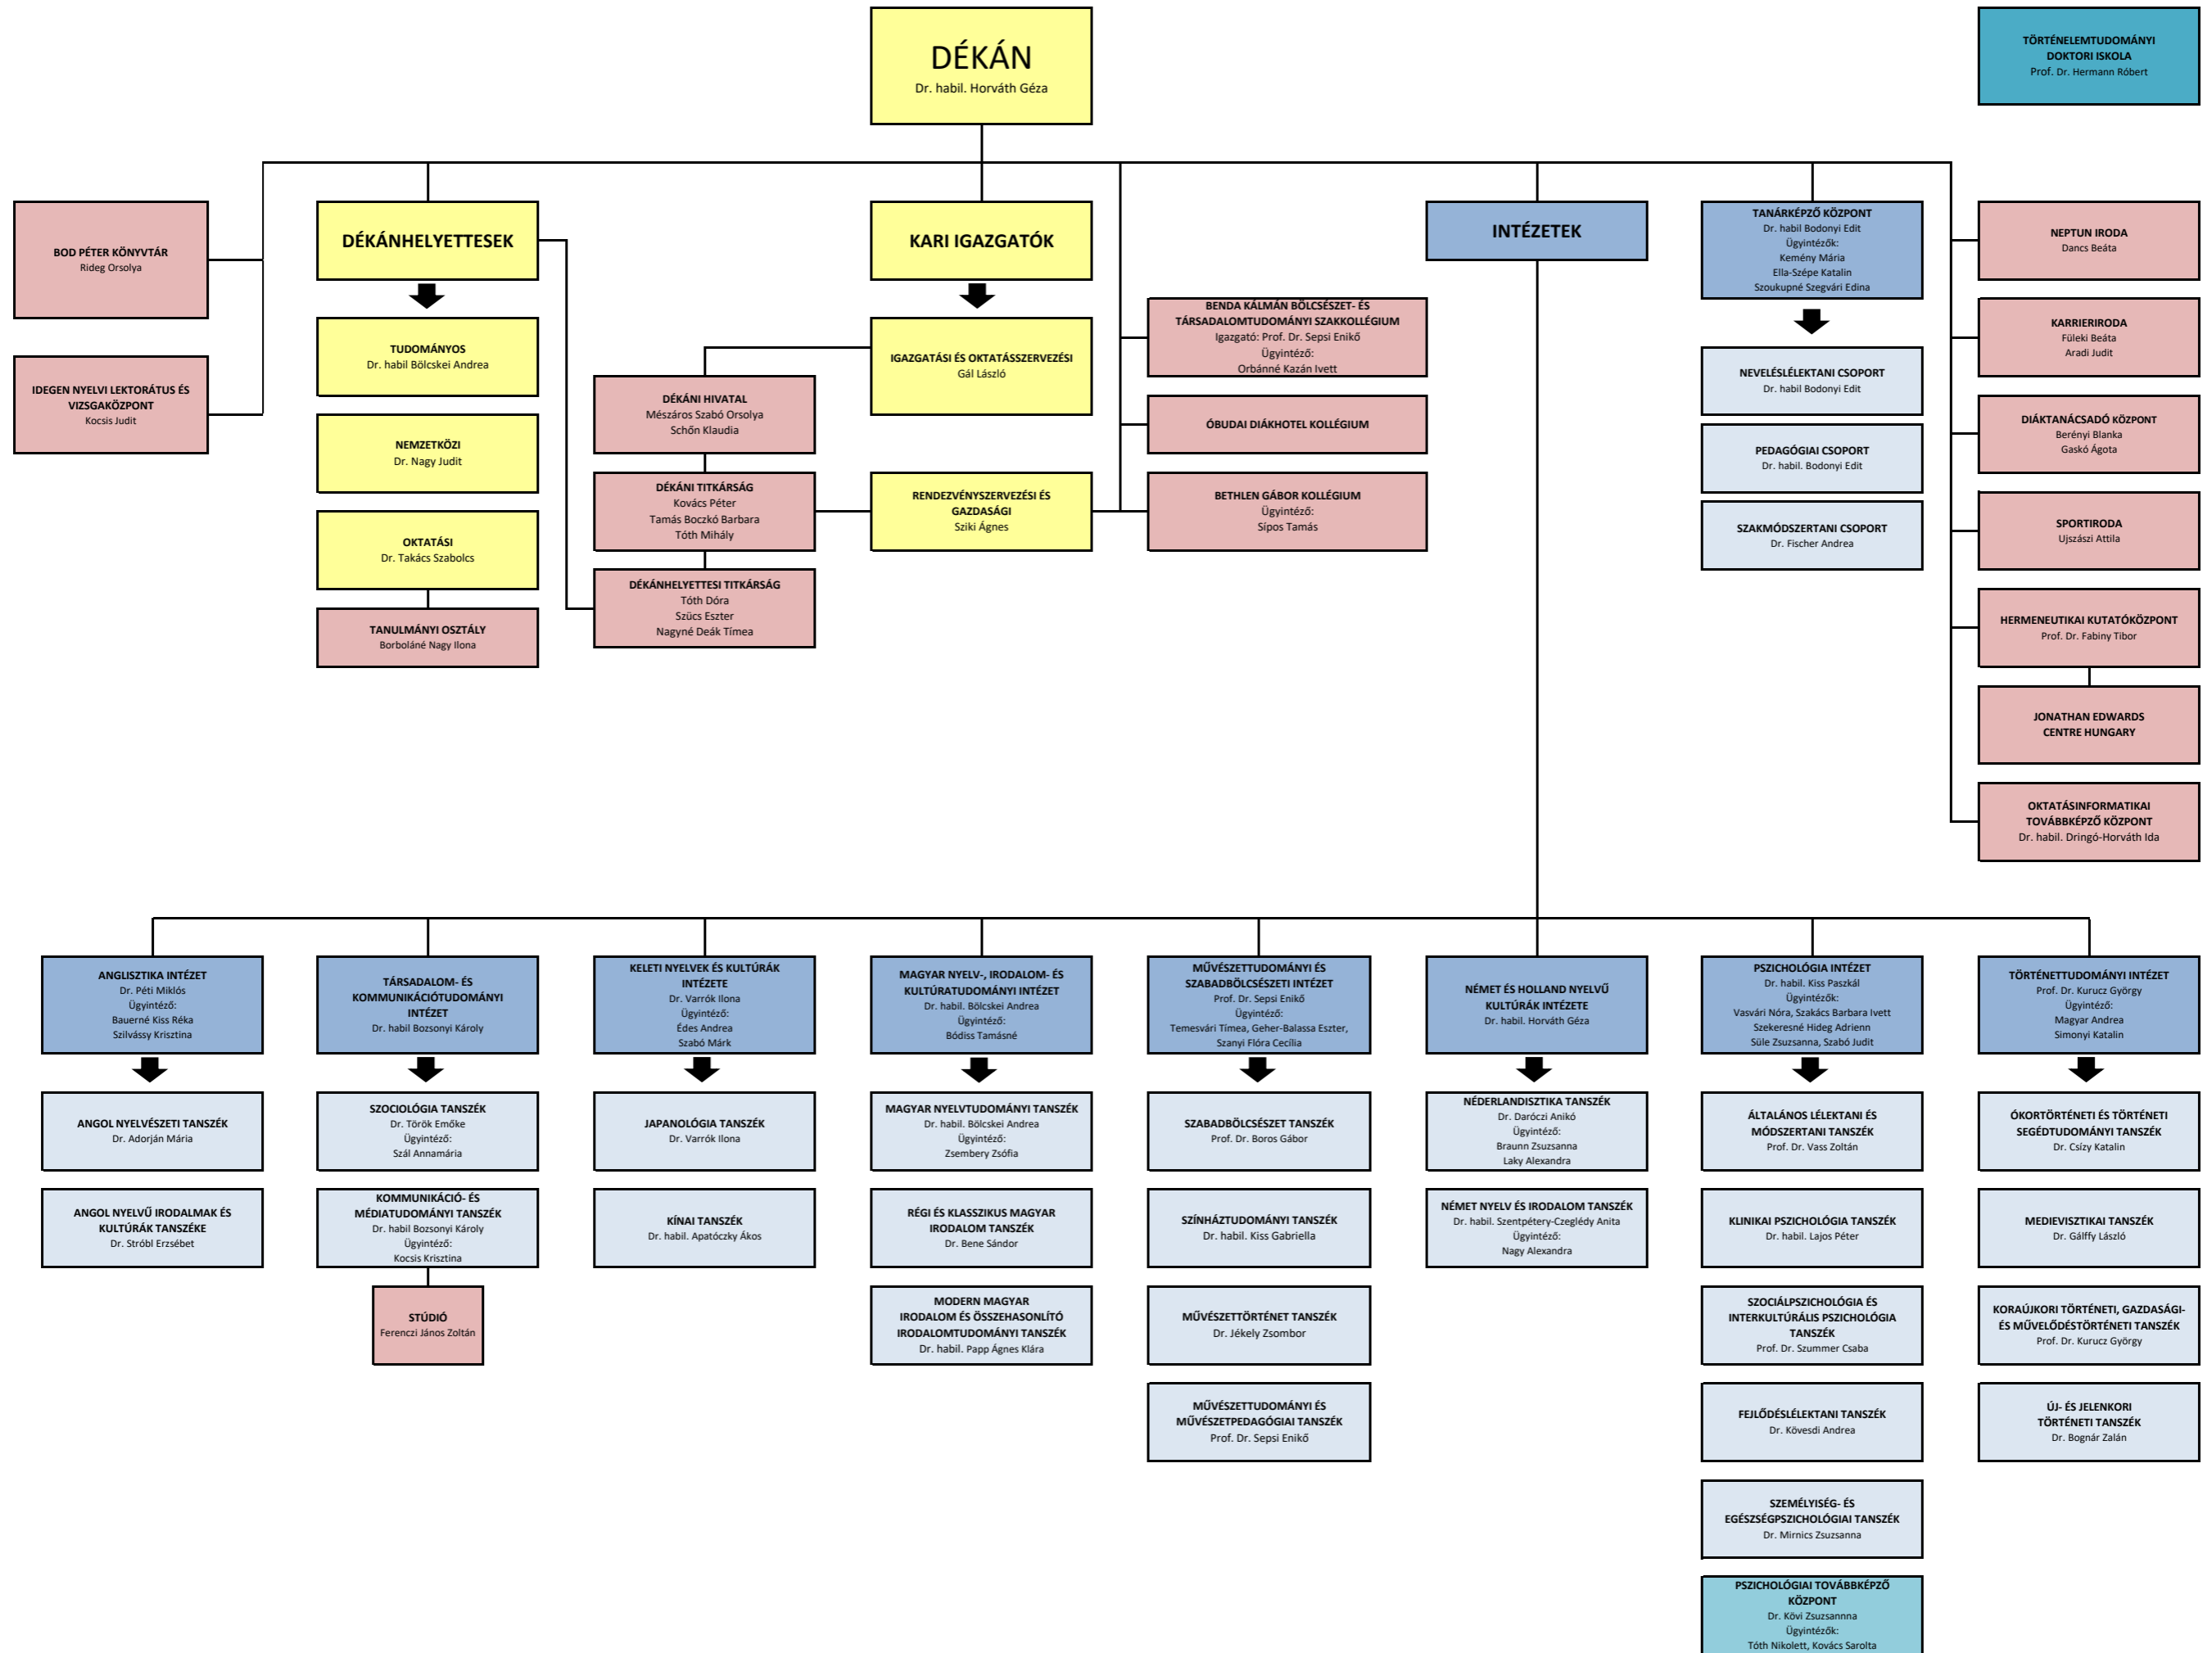 DÉKÁN
Dr. habil. Horváth Géza
TÖRTÉNELEMTUDOMÁNYI
DOKTORI ISKOLA
Prof. Dr. Hermann Róbert
BOD PÉTER KÖNYVTÁR
Rideg Orsolya
IDEGEN NYELVI LEKTORÁTUS ÉS
VIZSGAKÖZPONT
Kocsis Judit
DÉKÁNHELYETTESEK
TUDOMÁNYOS
Dr. habil Bölcskei Andrea
NEMZETKÖZI
Dr. Nagy Judit
OKTATÁSI
Dr. Takács Szabolcs
TANULMÁNYI OSZTÁLY
Borboláné Nagy Ilona
DÉKÁNI HIVATAL
Mészáros Szabó Orsolya
Schőn Klaudia
DÉKÁNI TITKÁRSÁG
Kovács Péter
Tamás Boczkó Barbara
Tóth Mihály
DÉKÁNHELYETTESI TITKÁRSÁG
Tóth Dóra
Szücs Eszter
Nagyné Deák Tímea
KARI IGAZGATÓK
IGAZGATÁSI ÉS OKTATÁSSZERVEZÉSI
Gál László
RENDEZVÉNYSZERVEZÉSI ÉS
GAZDASÁGI
Sziki Ágnes
BENDA KÁLMÁN BÖLCSÉSZET- ÉS
TÁRSADALOMTUDOMÁNYI SZAKKOLLÉGIUM
Igazgató: Prof. Dr. Sepsi Enikő
Ügyintéző:
Orbánné Kazán Ivett
ÓBUDAI DIÁKHOTEL KOLLÉGIUM
BETHLEN GÁBOR KOLLÉGIUM
Ügyintéző:
Sípos Tamás
INTÉZETEK
TANÁRKÉPZŐ KÖZPONT
Dr. habil Bodonyi Edit
Ügyintézők:
Kemény Mária
Ella-Szépe Katalin
Szoukupné Szegvári Edina
NEVELÉSLÉLEKTANI CSOPORT
Dr. habil Bodonyi Edit
PEDAGÓGIAI CSOPORT
Dr. habil. Bodonyi Edit
SZAKMÓDSZERTANI CSOPORT
Dr. Fischer Andrea
NEPTUN IRODA
Dancs Beáta
KARRIERIRODA
Füleki Beáta
Aradi Judit
DIÁKTANÁCSADÓ KÖZPONT
Berényi Blanka
Gaskó Ágota
SPORTIRODA
Ujszászi Attila
HERMENEUTIKAI KUTATÓKÖZPONT
Prof. Dr. Fabiny Tibor
JONATHAN EDWARDS
CENTRE HUNGARY
OKTATÁSINFORMATIKAI
TOVÁBBKÉPZŐ KÖZPONT
Dr. habil. Dringó-Horváth Ida
ANGLISZTIKA INTÉZET
Dr. Péti Miklós
Ügyintéző:
Bauerné Kiss Réka
Szilvássy Krisztina
ANGOL NYELVÉSZETI TANSZÉK
Dr. Adorján Mária
ANGOL NYELVŰ IRODALMAK ÉS
KULTÚRÁK TANSZÉKE
Dr. Stróbl Erzsébet
TÁRSADALOM- ÉS
KOMMUNIKÁCIÓTUDOMÁNYI
INTÉZET
Dr. habil Bozsonyi Károly
SZOCIOLÓGIA TANSZÉK
Dr. Török Emőke
Ügyintéző:
Szál Annamária
KOMMUNIKÁCIÓ- ÉS
MÉDIATUDOMÁNYI TANSZÉK
Dr. habil Bozsonyi Károly
Ügyintéző:
Kocsis Krisztina
STÚDIÓ
Ferenczi János Zoltán
KELETI NYELVEK ÉS KULTÚRÁK
INTÉZETE
Dr. Varrók Ilona
Ügyintéző:
Édes Andrea
Szabó Márk
JAPANOLÓGIA TANSZÉK
Dr. Varrók Ilona
KÍNAI TANSZÉK
Dr. habil. Apatóczky Ákos
MAGYAR NYELV-, IRODALOM- ÉS
KULTÚRATUDOMÁNYI INTÉZET
Dr. habil. Bölcskei Andrea
Ügyintéző:
Bódiss Tamásné
MAGYAR NYELVTUDOMÁNYI TANSZÉK
Dr. habil. Bölcskei Andrea
Ügyintéző:
Zsembery Zsófia
RÉGI ÉS KLASSZIKUS MAGYAR
IRODALOM TANSZÉK
Dr. Bene Sándor
MODERN MAGYAR
IRODALOM ÉS ÖSSZEHASONLÍTÓ
IRODALOMTUDOMÁNYI TANSZÉK
Dr. habil. Papp Ágnes Klára
MŰVÉSZETTUDOMÁNYI ÉS
SZABADBÖLCSÉSZETI INTÉZET
Prof. Dr. Sepsi Enikő
Ügyintéző:
Temesvári Tímea, Geher-Balassa Eszter,
Szanyi Flóra Cecília
SZABADBÖLCSÉSZET TANSZÉK
Prof. Dr. Boros Gábor
SZÍNHÁZTUDOMÁNYI TANSZÉK
Dr. habil. Kiss Gabriella
MŰVÉSZETTÖRTÉNET TANSZÉK
Dr. Jékely Zsombor
MŰVÉSZETTUDOMÁNYI ÉS
MŰVÉSZETPEDAGÓGIAI TANSZÉK
Prof. Dr. Sepsi Enikő
NÉMET ÉS HOLLAND NYELVŰ
KULTÚRÁK INTÉZETE
Dr. habil. Horváth Géza
NÉDERLANDISZTIKA TANSZÉK
Dr. Daróczi Anikó
Ügyintéző:
Braunn Zsuzsanna
Laky Alexandra
NÉMET NYELV ÉS IRODALOM TANSZÉK
Dr. habil. Szentpétery-Czeglédy Anita
Ügyintéző:
Nagy Alexandra
PSZICHOLÓGIA INTÉZET
Dr. habil. Kiss Paszkál
Ügyintézők:
Vasvári Nóra, Szakács Barbara Ivett
Szekeresné Hideg Adrienn
Süle Zsuzsanna, Szabó Judit
ÁLTALÁNOS LÉLEKTANI ÉS
MÓDSZERTANI TANSZÉK
Prof. Dr. Vass Zoltán
KLINIKAI PSZICHOLÓGIA TANSZÉK
Dr. habil. Lajos Péter
SZOCIÁLPSZICHOLÓGIA ÉS
INTERKULTÚRÁLIS PSZICHOLÓGIA
TANSZÉK
Prof. Dr. Szummer Csaba
FEJLŐDÉSLÉLEKTANI TANSZÉK
Dr. Kövesdi Andrea
SZEMÉLYISÉG- ÉS
EGÉSZSÉGPSZICHOLÓGIAI TANSZÉK
Dr. Mirnics Zsuzsanna
PSZICHOLÓGIAI TOVÁBBKÉPZŐ
KÖZPONT
Dr. Kövi Zsuzsannna
Ügyintézők:
Tóth Nikolett, Kovács Sarolta
TÖRTÉNETTUDOMÁNYI INTÉZET
Prof. Dr. Kurucz György
Ügyintéző:
Magyar Andrea
Simonyi Katalin
ÓKORTÖRTÉNETI ÉS TÖRTÉNETI
SEGÉDTUDOMÁNYI TANSZÉK
Dr. Csízy Katalin
MEDIEVISZTIKAI TANSZÉK
Dr. Gálffy László
KORAÚJKORI TÖRTÉNETI, GAZDASÁGI-
ÉS MŰVELŐDÉSTÖRTÉNETI TANSZÉK
Prof. Dr. Kurucz György
ÚJ- ÉS JELENKORI
TÖRTÉNETI TANSZÉK
Dr. Bognár Zalán